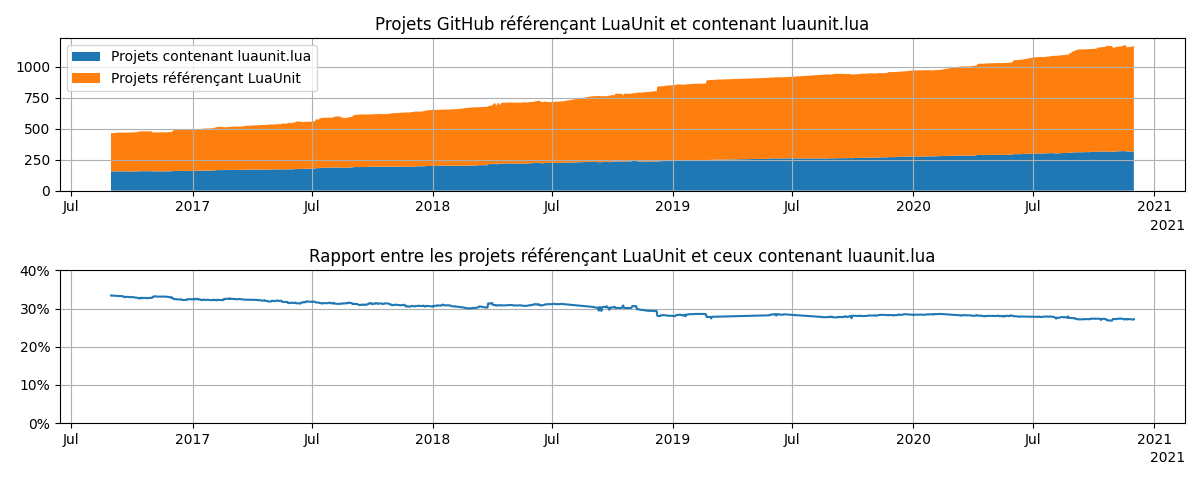 Projets GitHub référençant LuaUnit et contenant luaunit.lua
Projets contenant luaunit.lua
Projets référençant LuaUnit
1000
750
500
250
0
Jul 2017 Jul 2018 Jul 2019 Jul 2020 Jul 2021
2021
Rapport entre les projets référençant LuaUnit et ceux contenant luaunit.lua
40%
30%
20%
10%
0%
Jul 2017 Jul 2018 Jul 2019 Jul 2020 Jul 2021
2021